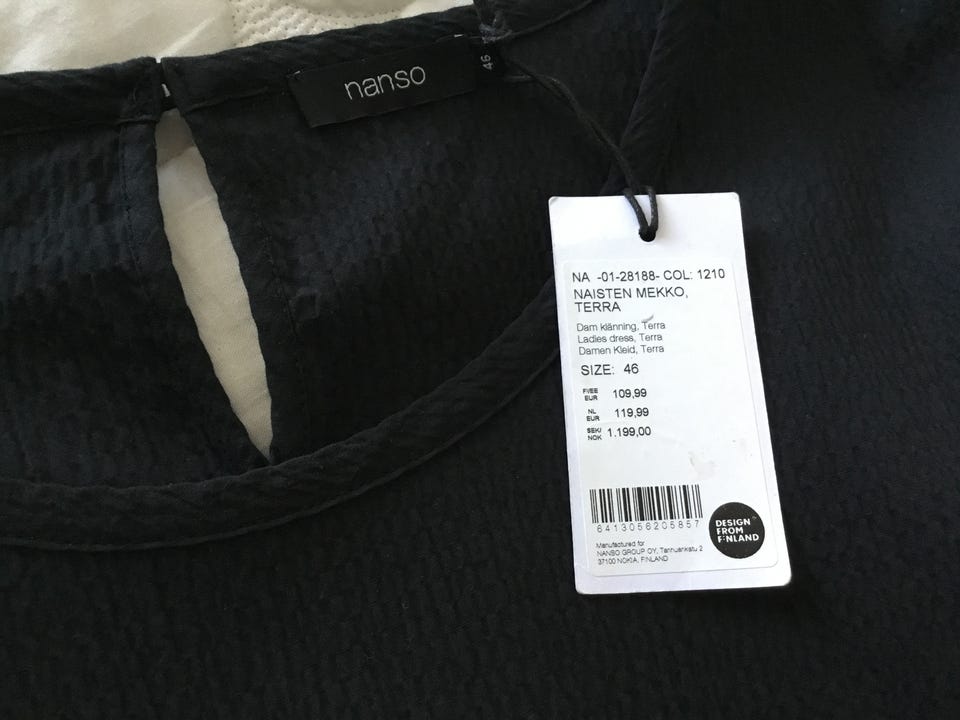 nanso
46
NA -01-28188- COL: 1210
NAISTEN MEKKO,
TERRA
Dam klänning, Terra
Ladies dress, Terra
Damen Kleid, Terra
SIZE: 46
FI/EE
EUR 109,99
NL
EUR 119,99
SEK/
NOK 1.199,00
6413056205857
Manufactured for
NANSO GROUP OY, Tanhuankatu 2
37100 NOKIA, FINLAND
DESIGN
FROM
FINLAND